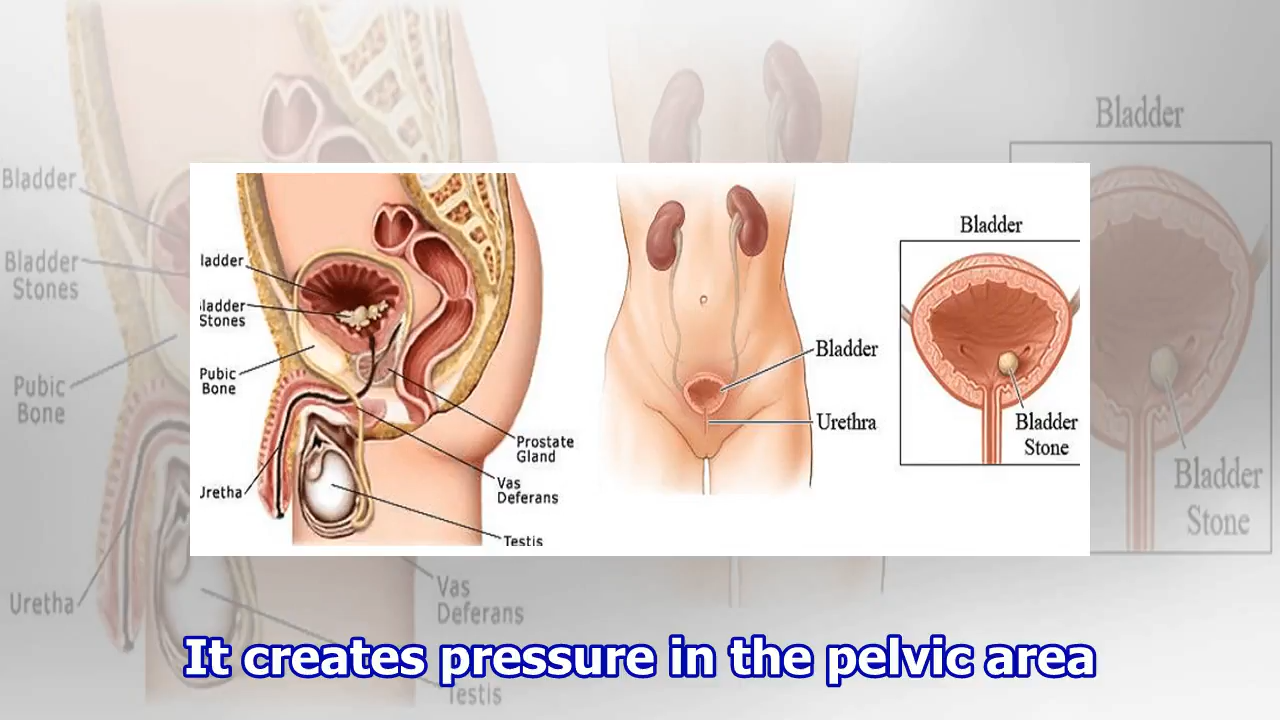 Bladder
Bladder
Stones
Pubic
Bone
Uretha
Vas
Deferans
Testis
Bladder
Bladder
Stone
ladder
ladder
Stones
Pubic
Bone
Uretha
Prostate
Gland
Vas
Deferans
Testis
Bladder
Urethra
Bladder
Bladder
Stone
It creates pressure in the pelvic area